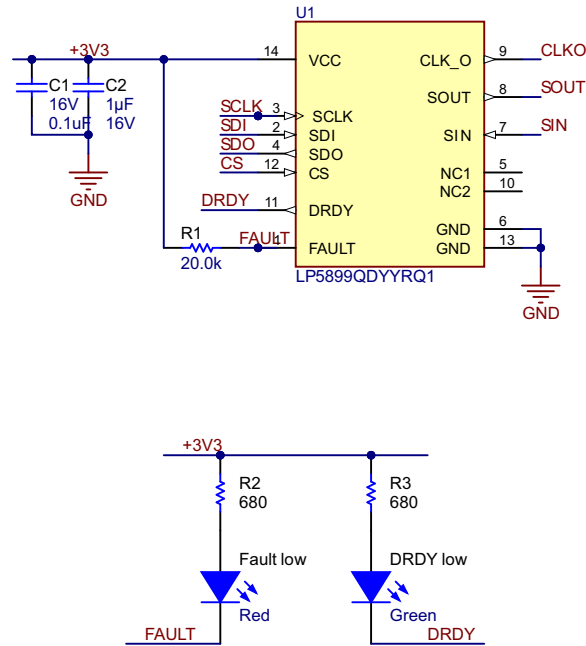 U1
+3V3
C1
16V
0.1uF
C2
1µF
16V
GND
14
VCC
SCLK
3
SCLK
SDI
2
SDI
SDO
4
SDO
CS
12
CS
DRDY
11
DRDY
R1
20.0k
FAULT
1
FAULT
CLK_O
9
CLKO
SOUT
8
SOUT
SIN
7
SIN
NC1
5
NC2
10
GND
6
GND
13
LP5899QDYYRQ1
GND
+3V3
R2
680
R3
680
Fault low
DRDY low
Red
Green
FAULT
DRDY